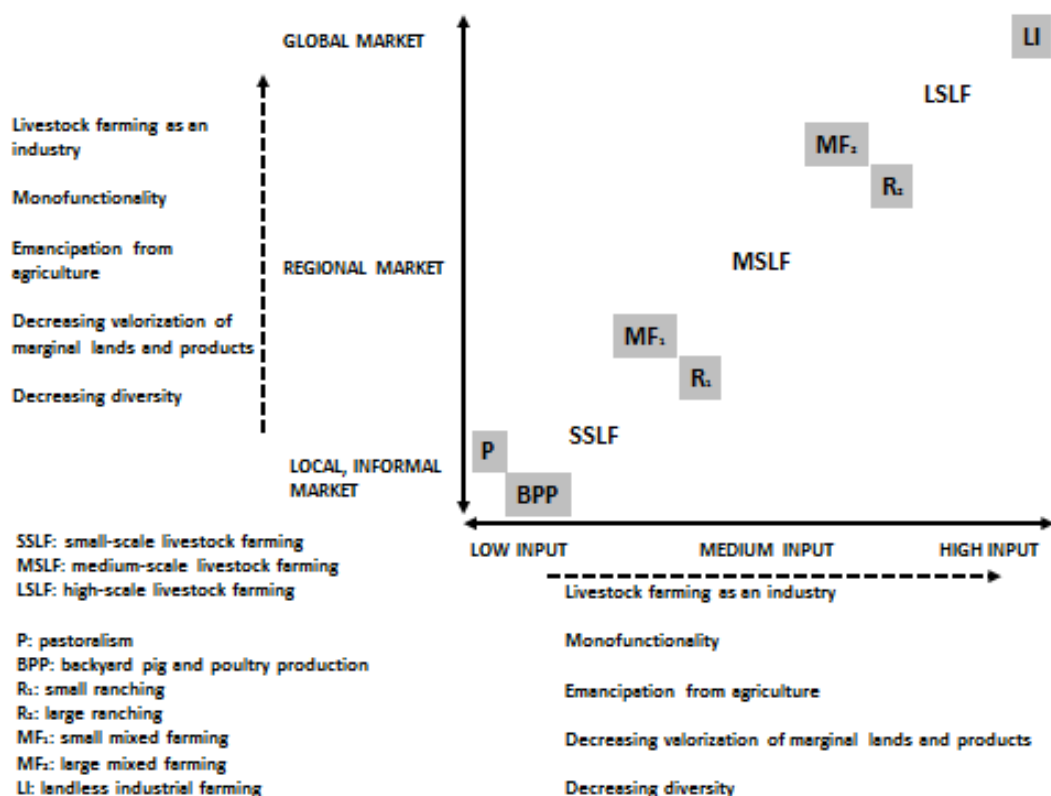 GLOBAL MARKET
LI
LSLF
Livestock farming as an
industry
MF₂
R₂
Monofunctionality
Emancipation from
agriculture
REGIONAL MARKET
MSLF
Decreasing valorization of
marginal lands and products
MF₁
R₁
Decreasing diversity
SSLF
P
LOCAL, INFORMAL
MARKET
BPP
LOW INPUT
MEDIUM INPUT
HIGH INPUT
SSLF: small-scale livestock farming
MSLF: medium-scale livestock farming
LSLF: high-scale livestock farming
P: pastoralism
BPP: backyard pig and poultry production
R₁: small ranching
R₂: large ranching
MF₁: small mixed farming
MF₂: large mixed farming
LI: landless industrial farming
Livestock farming as an industry
Monofunctionality
Emancipation from agriculture
Decreasing valorization of marginal lands and products
Decreasing diversity